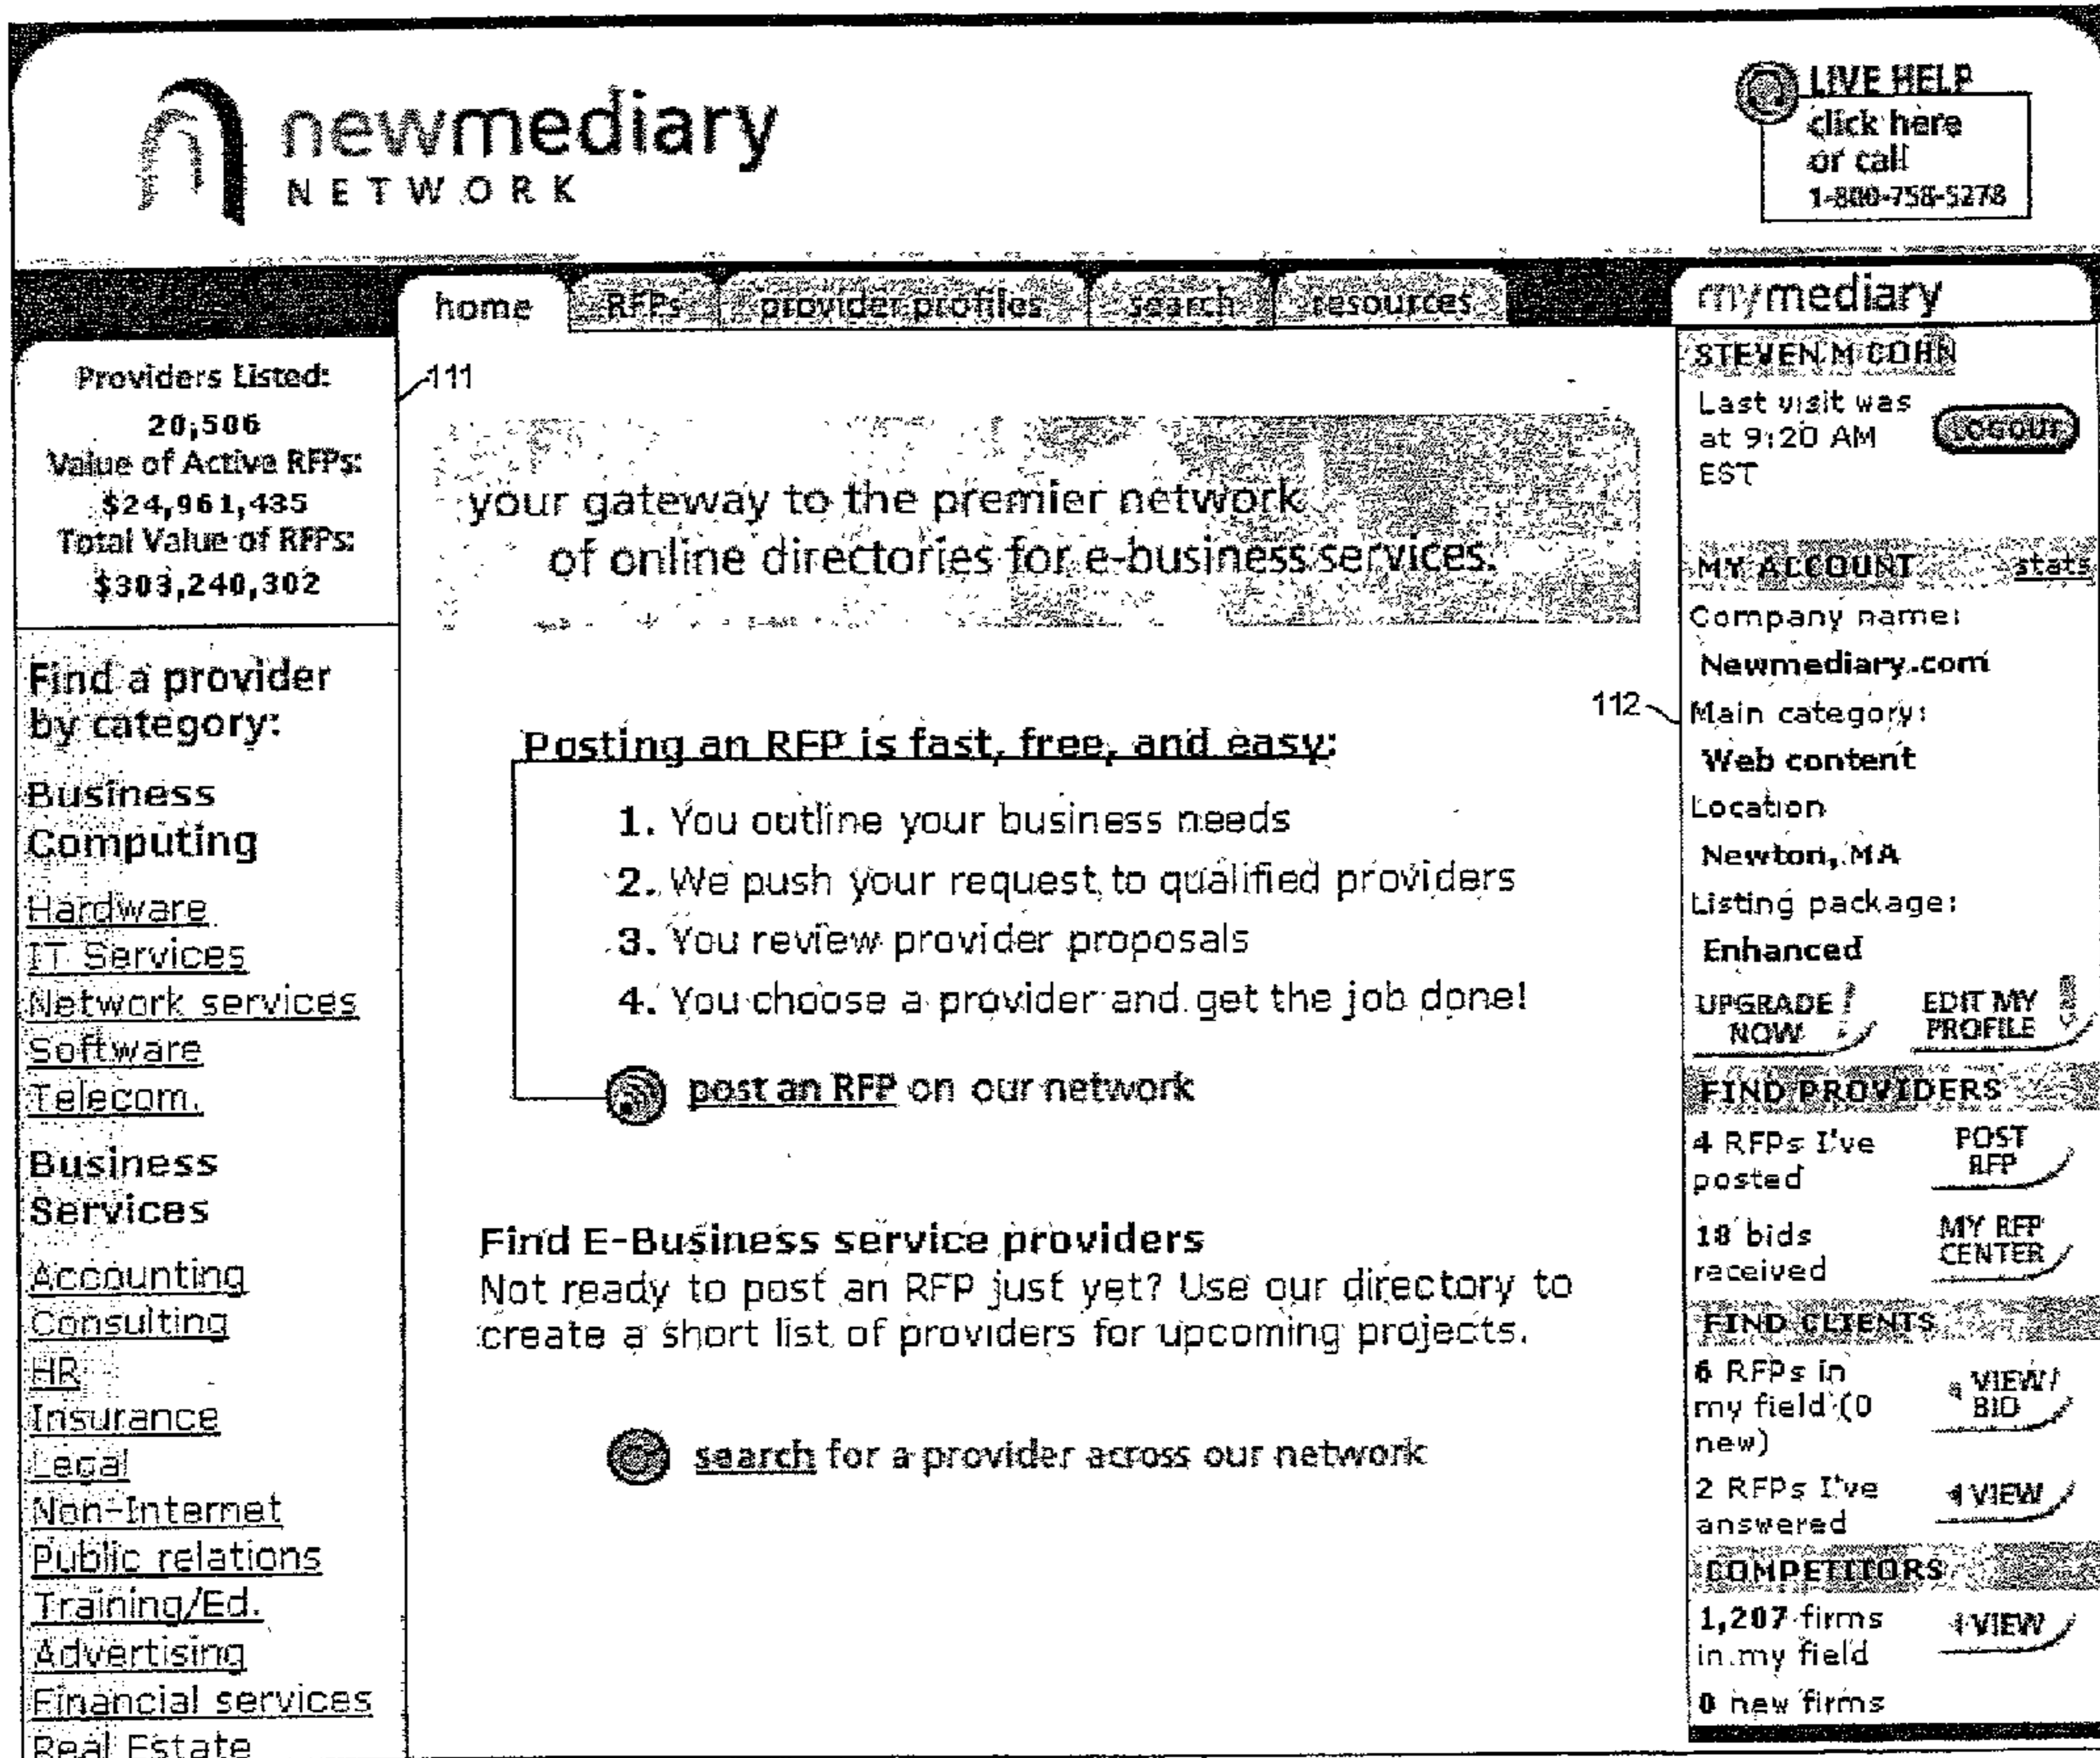 newmediary
NETWORK
LIVE HELP
click here
or call
1-800-758-5278
home
RFPs
provider profiles
search
resources
mymediary
Providers Listed:
20,506
Value of Active RFPs:
$24,961,435
Total Value of RFPs:
$303,240,302
Find a provider
by category:
Business
Computing
Hardware
IT Services
Network services
Software
Telecom.
Business
Services
Accounting
Consulting
HR
Insurance
Legal
Non-Internet
Public relations
Training/Ed.
Advertising
Financial services
Real Estate
111
your gateway to the premier network
of online directories for e-business services.
Posting an RFP is fast, free, and easy:
1. You outline your business needs
2. We push your request to qualified providers
3. You review provider proposals
4. You choose a provider and get the job done!
post an RFP on our network
Find E-Business service providers
Not ready to post an RFP just yet? Use our directory to
create a short list of providers for upcoming projects.
search for a provider across our network
112
STEVEN M COHN
Last visit was
at 9:20 AM
EST
LOGOUT
MY ACCOUNT stats
Company name:
Newmediary.com
Main category:
Web content
Location
Newton, MA
Listing package:
Enhanced
UPGRADE
NOW
EDIT MY
PROFILE
FIND PROVIDERS
4 RFPs I've
posted
POST
RFP
18 bids
received
MY RFP
CENTER
FIND CLIENTS
6 RFPs in
my field (0
new)
VIEW/
BID
2 RFPs I've
answered
VIEW
COMPETITORS
1,207 firms
in my field
VIEW
0 new firms